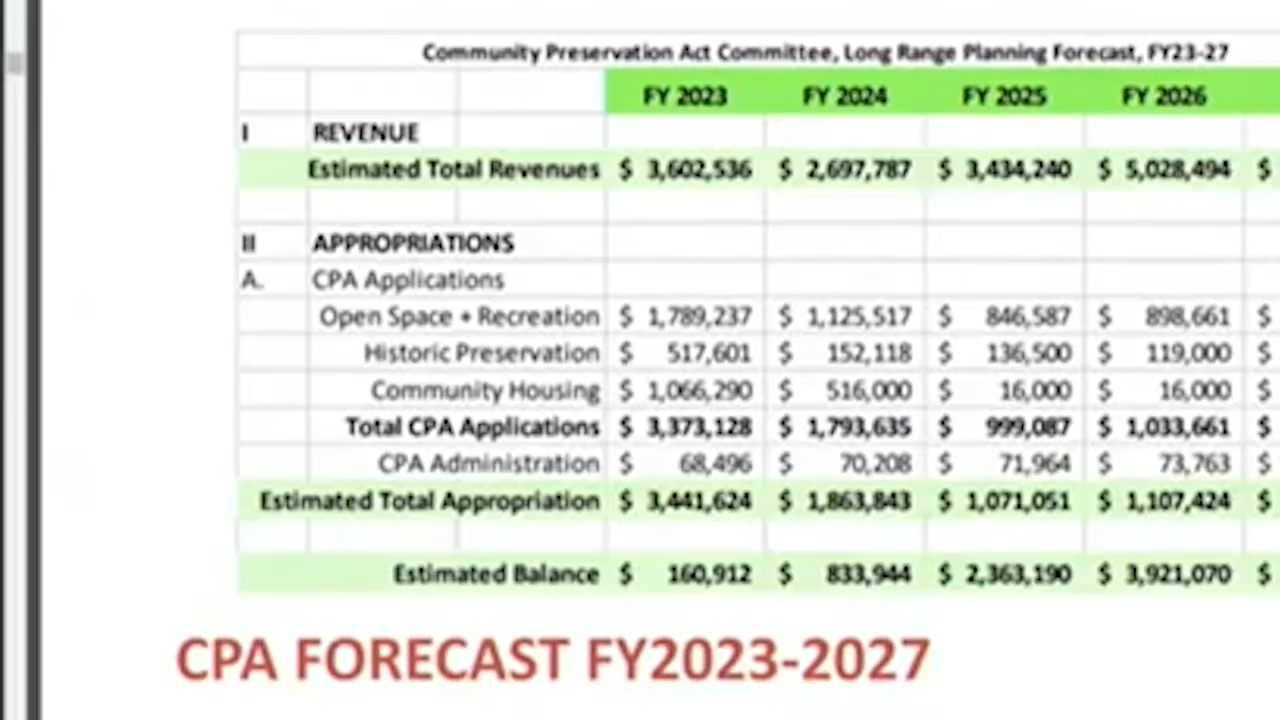 Community Preservation Act Committee, Long Range Planning Forecast, FY23-27
FY 2023 FY 2024 FY 2025 FY 2026
I REVENUE
Estimated Total Revenues $ 3,602,536 $ 2,697,787 $ 3,434,240 $ 5,028,494 $
II APPROPRIATIONS
A. CPA Applications
Open Space + Recreation $ 1,789,237 $ 1,125,517 $ 846,587 $ 898,661 $
Historic Preservation $ 517,601 $ 152,118 $ 136,500 $ 119,000 $
Community Housing $ 1,066,290 $ 516,000 $ 16,000 $ 16,000 $
Total CPA Applications $ 3,373,128 $ 1,793,635 $ 999,087 $ 1,033,661 $
CPA Administration $ 68,496 $ 70,208 $ 71,964 $ 73,763 $
Estimated Total Appropriation $ 3,441,624 $ 1,863,843 $ 1,071,051 $ 1,107,424 $
Estimated Balance $ 160,912 $ 833,944 $ 2,363,190 $ 3,921,070 $
CPA FORECAST FY2023-2027